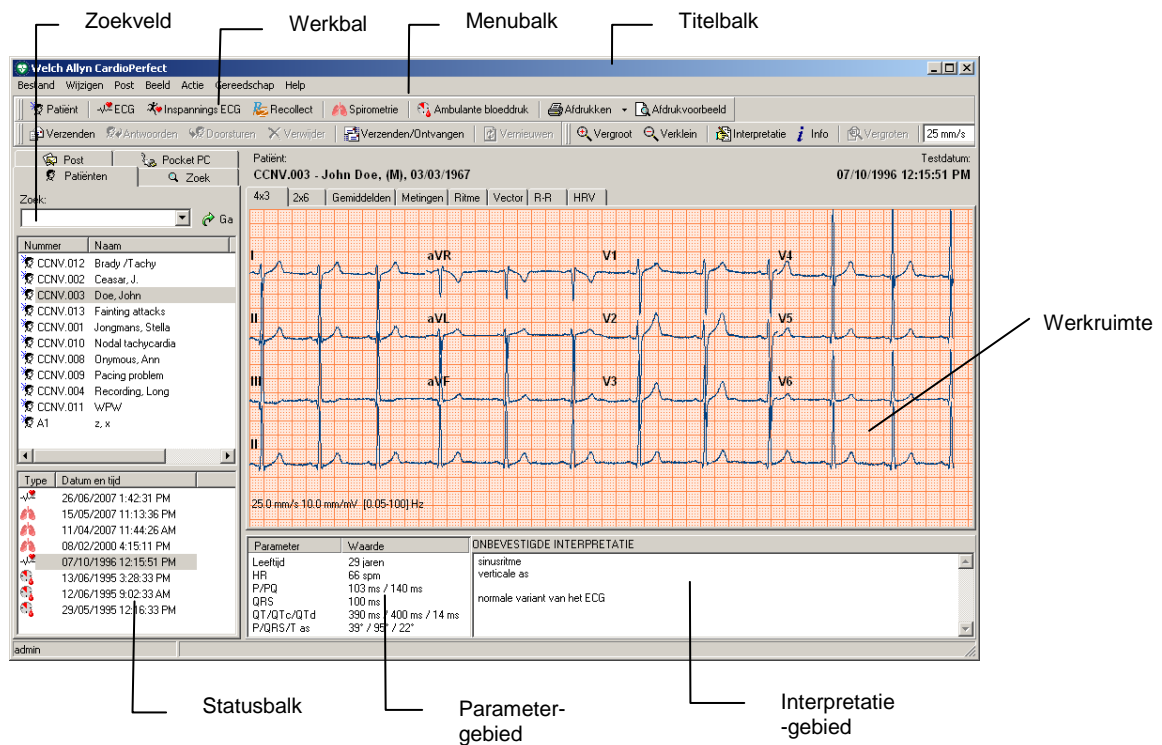 Zoekveld
Werkbal
Menubalk
Titelbalk
Welch Allyn CardioPerfect
Bestand Wijzigen Post Beeld Actie Gereedschap Help
Patiënt ECG Inspannings ECG Recollect Spirometrie Ambulante bloeddruk Afdrukken Afdrukvoorbeeld
Verzenden Antwoorden Doorsturen Verwijder Verzenden/Ontvangen Vernieuwen Vergroot Verklein Interpretatie Info Vergroten 25 mm/s
Post Pocket PC
Patiënten Zoek
Zoek:
Ga
Nummer Naam
CCNV.012 Brady /Tachy
CCNV.002 Ceasar, J.
CCNV.003 Doe, John
CCNV.013 Fainting attacks
CCNV.001 Jongmans, Stella
CCNV.010 Nodal tachycardia
CCNV.008 Onymous, Ann
CCNV.009 Pacing problem
CCNV.004 Recording, Long
CCNV.011 WPW
A1 z, x
Type Datum en tijd
26/06/2007 1:42:31 PM
15/05/2007 11:13:36 PM
11/04/2007 11:44:26 AM
08/02/2000 4:15:11 PM
07/10/1996 12:15:51 PM
13/06/1995 3:28:33 PM
12/06/1995 9:02:33 AM
29/05/1995 12:16:33 PM
Patiënt: Testdatum:
CCNV.003 - John Doe, (M), 03/03/1967 07/10/1996 12:15:51 PM
4x3 2x6 Gemiddelden Metingen Ritme Vector R-R HRV
I aVR V1 V4
II aVL V2 V5
III aVF V3 V6
II
25.0 mm/s 10.0 mm/mV [0.05-100] Hz
Parameter Waarde
Leeftijd 29 jaren
HR 66 spm
P/PQ 103 ms / 140 ms
QRS 100 ms
QT/QTc/QTd 390 ms / 400 ms / 14 ms
P/QRS/T as 39° / 95° / 22°
ONBEVESTIGDE INTERPRETATIE
sinusritme
verticale as
normale variant van het ECG
admin
Werkruimte
Statusbalk
Parameter-
gebied
Interpretatie
-gebied